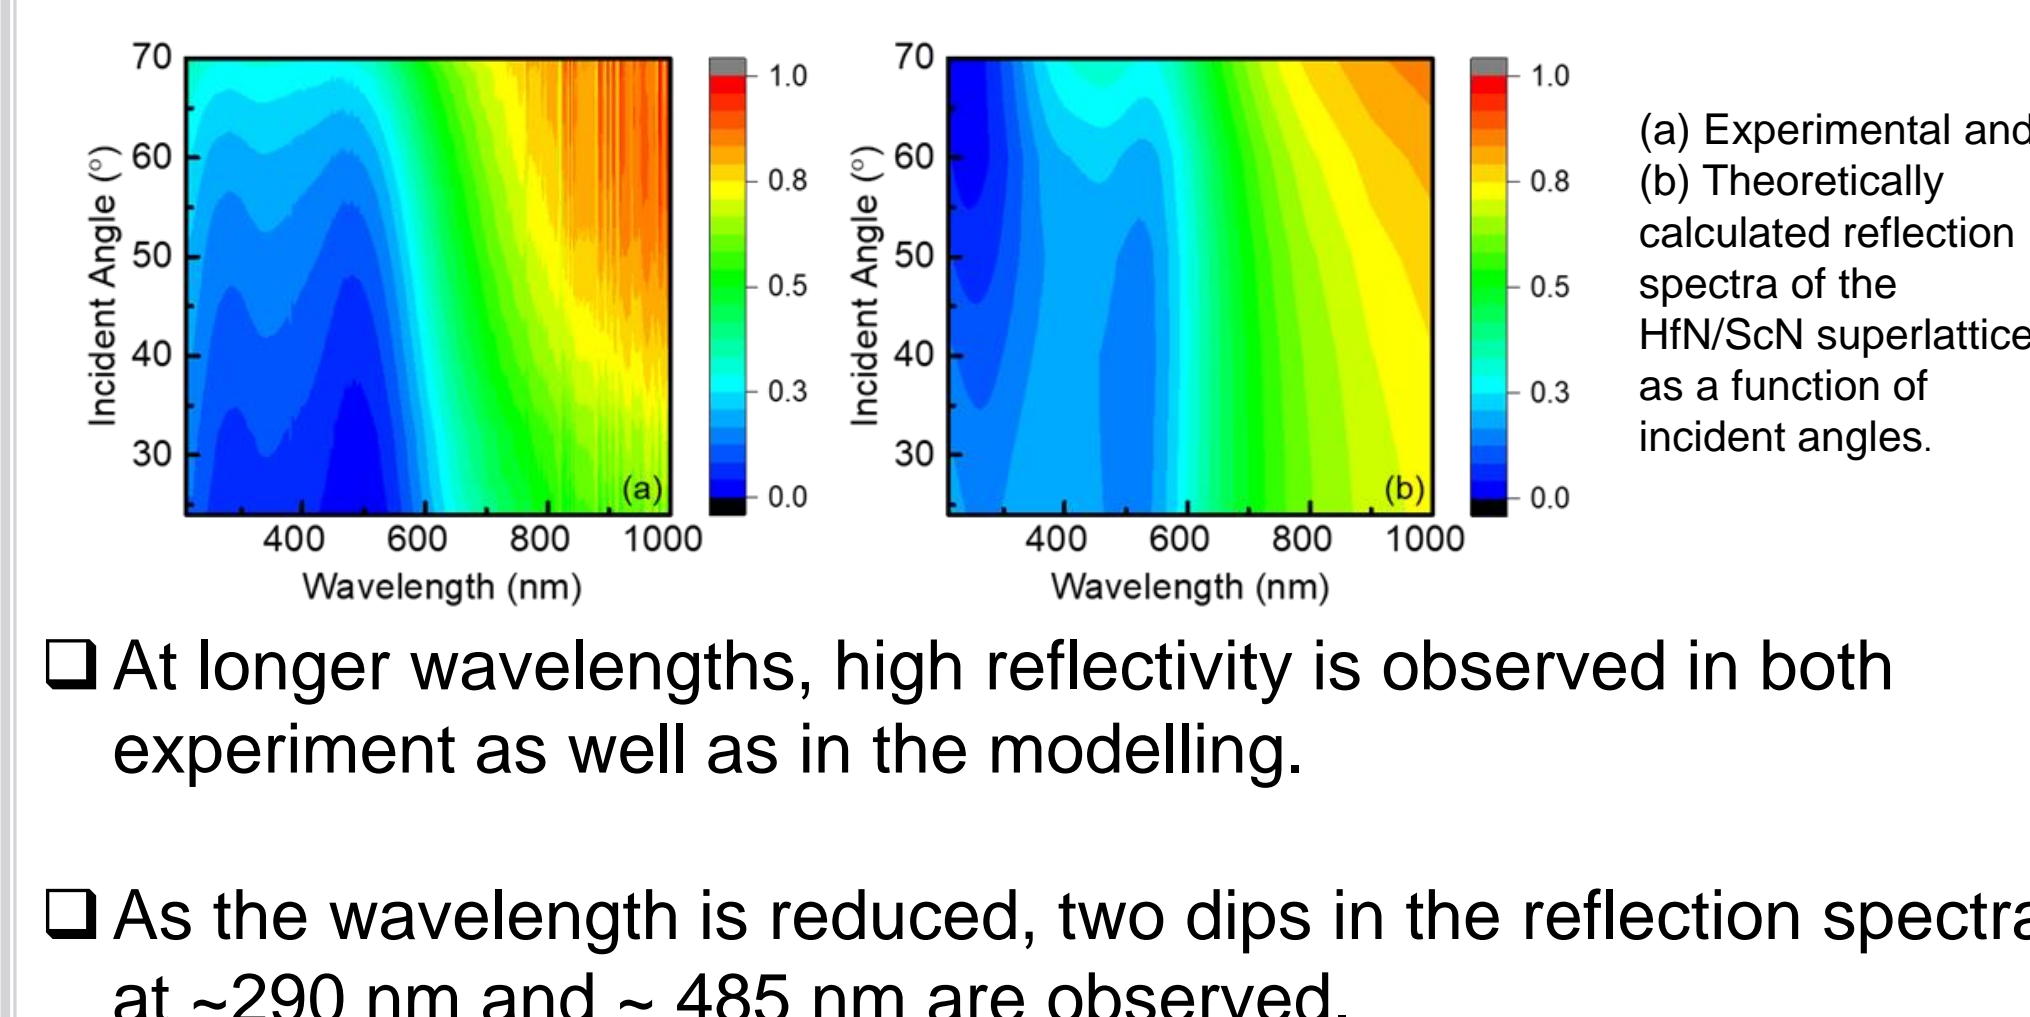 70
60
50
40
30
Incident Angle (°)
400 600 800 1000
Wavelength (nm)
(a)
1.0
0.8
0.5
0.3
0.0
70
60
50
40
30
Incident Angle (°)
400 600 800 1000
Wavelength (nm)
(b)
1.0
0.8
0.5
0.3
0.0
(a) Experimental and
(b) Theoretically
calculated reflection
spectra of the
HfN/ScN superlattice
as a function of
incident angles.
❑ At longer wavelengths, high reflectivity is observed in both
experiment as well as in the modelling.
❑ As the wavelength is reduced, two dips in the reflection spectra
at ~290 nm and ~ 485 nm are observed.